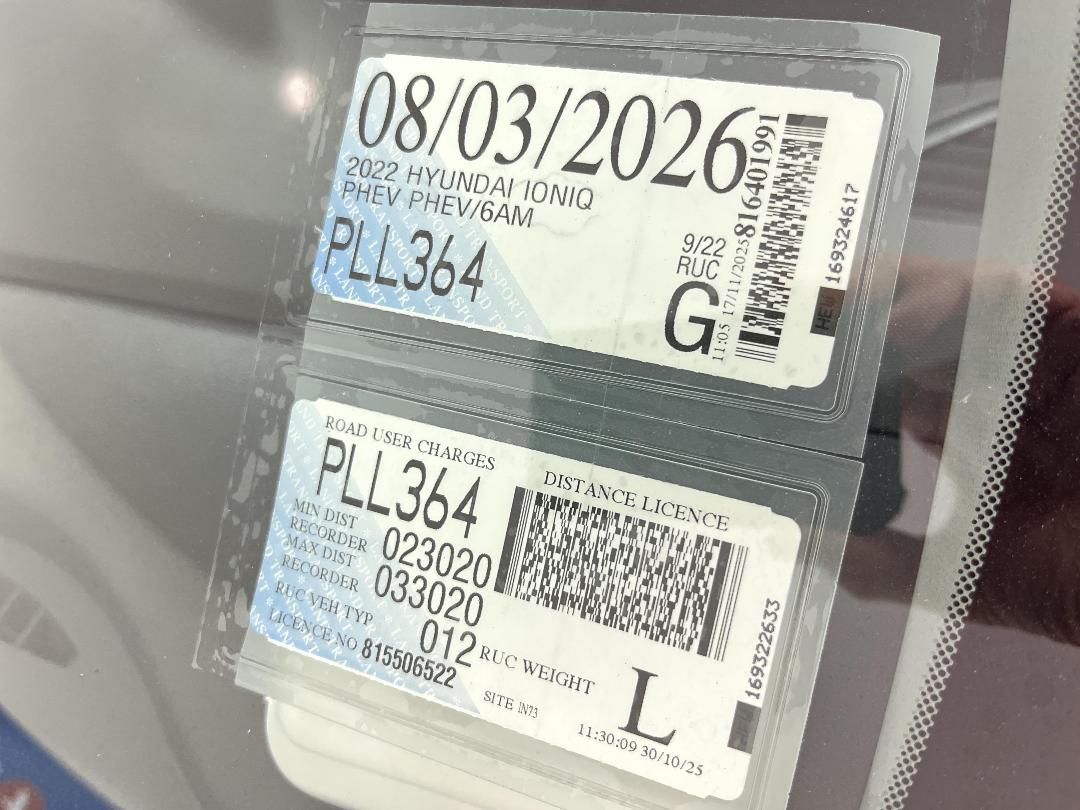 08/03/2026
2022 HYUNDAI IONIQ
PHEV PHEV/6AM
PLL364
9/22
RUC
G
11:05 17/11/2025
816401991
169324617
ROAD USER CHARGES
PLL364
DISTANCE LICENCE
MIN DIST
RECORDER 023020
MAX DIST
RECORDER 033020
RUC VEH TYP 012
RUC WEIGHT L
LICENCE NO 815506522
SITE IN73
11:30:09 30/10/25
169322633